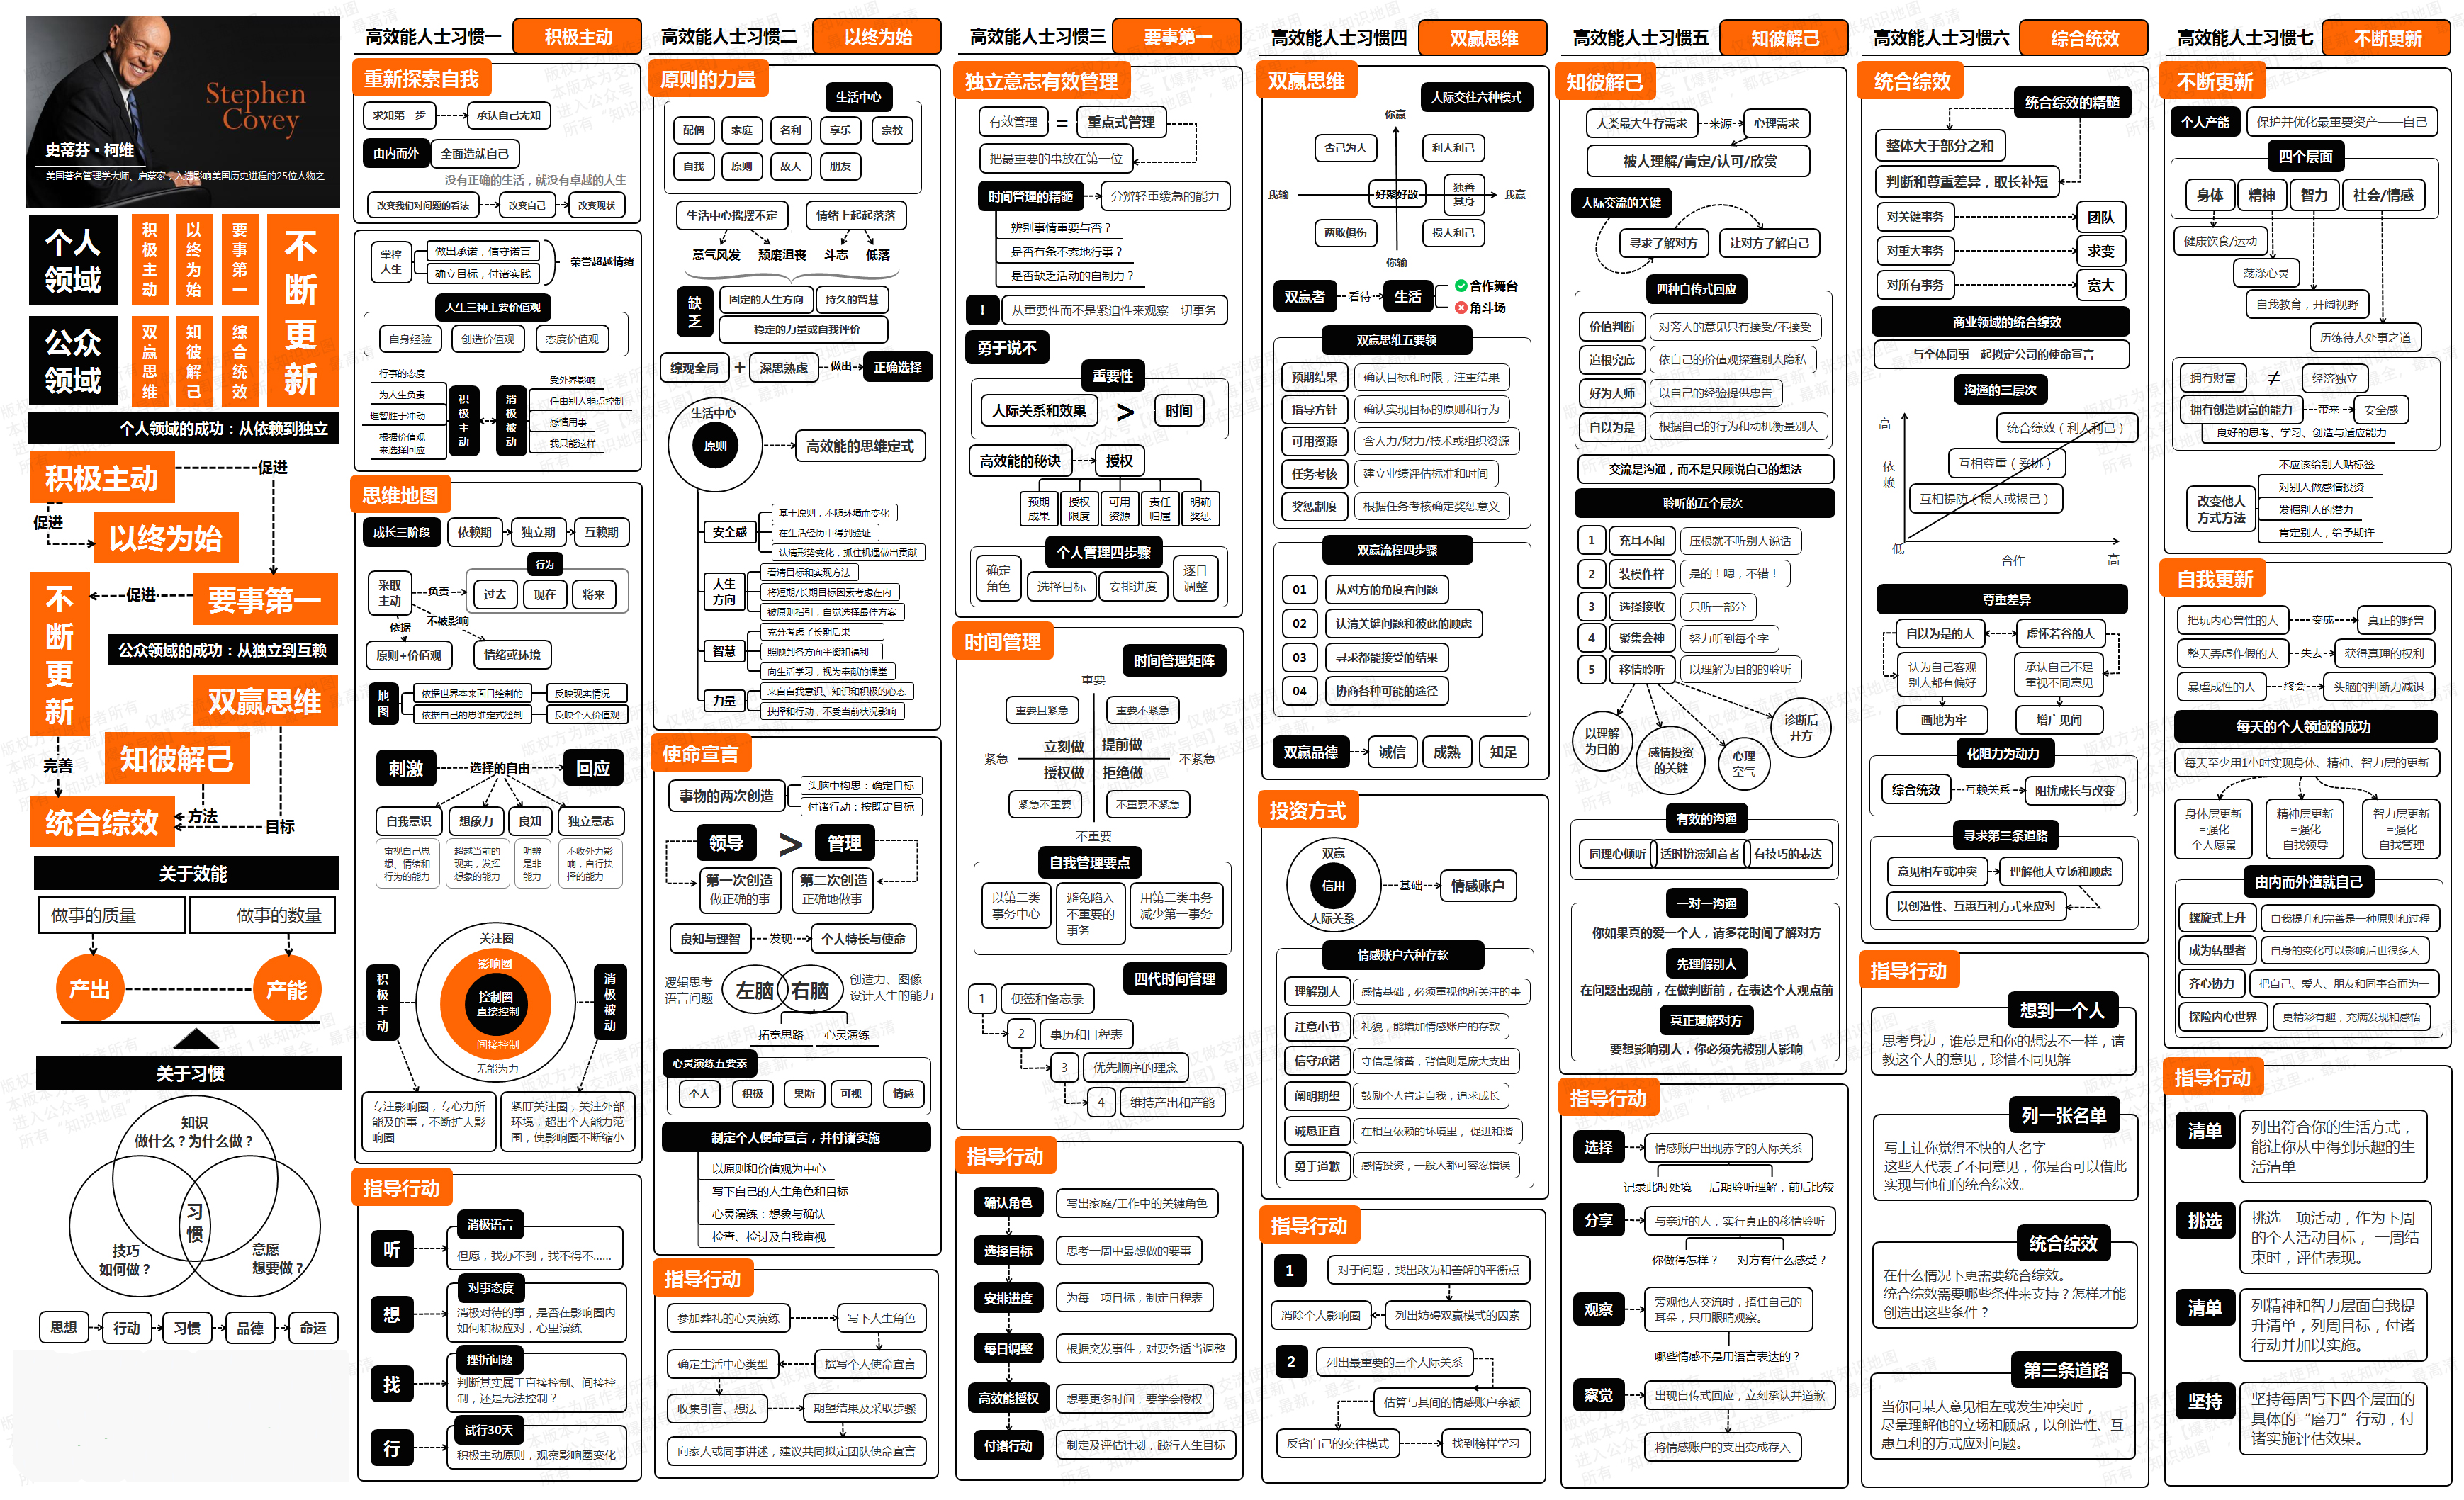 Stephen
Covey
史蒂芬·柯维
美国著名管理学大师、启蒙家，入选影响美国历史进程的25位人物之一
个人领域
积极主动
以终为始
要事第一
不断更新
公众领域
双赢思维
知彼解己
综合统效
个人领域的成功：从依赖到独立
积极主动
促进
促进
以终为始
不断更新
促进
要事第一
公众领域的成功：从独立到互赖
双赢思维
知彼解己
完善
统合综效
方法
目标
关于效能
做事的质量
做事的数量
产出
产能
关于习惯
知识
做什么？为什么做？
习惯
技巧
如何做？
意愿
想要做？
思想
行动
习惯
品德
命运
高效能人士习惯一
积极主动
重新探索自我
求知第一步
承认自己无知
由内而外
全面造就自己
没有正确的生活，就没有卓越的人生
改变我们对问题的看法
改变自己
改变现状
掌控人生
做出承诺，信守诺言
确立目标，付诸实践
荣誉超越情绪
人生三种主要价值观
自身经验
创造价值观
态度价值观
行事的态度
为人生负责
理智胜于冲动
根据价值观
来选择回应
积极主动
消极被动
受外界影响
任由别人弱点控制
感情用事
我只能这样
思维地图
成长三阶段
依赖期
独立期
互赖期
采取主动
负责
行为
过去
现在
将来
依据
不被影响
原则+价值观
情绪或环境
地图
依据世界本来面目绘制的
反映现实情况
依据自己的思维定式绘制
反映个人价值观
刺激
选择的自由
回应
自我意识
想象力
良知
独立意志
审视自己思想、情绪和行为的能力
超越当前的现实，发挥想象的能力
明辨是非能力
不收外力影响，自行抉择的能力
关注圈
影响圈
控制圈
直接控制
间接控制
无能为力
积极主动
消极被动
专注影响圈，专心力所能及的事，不断扩大影响圈
紧盯关注圈，关注外部环境，超出个人能力范围，使影响圈不断缩小
指导行动
听
消极语言
但愿，我办不到，我不得不......
想
对事态度
消极对待的事，是否在影响圈内
如何积极应对，心里演练
找
挫折问题
判断其实属于直接控制、间接控制，还是无法控制？
行
试行30天
积极主动原则，观察影响圈变化
高效能人士习惯二
以终为始
原则的力量
生活中心
配偶
家庭
名利
享乐
宗教
自我
原则
故人
朋友
生活中心摇摆不定
情绪上起起落落
意气风发
颓废沮丧
斗志
低落
缺乏
固定的人生方向
持久的智慧
稳定的力量或自我评价
综观全局
+
深思熟虑
做出
正确选择
生活中心
原则
高效能的思维定式
安全感
基于原则，不随环境而变化
在生活经历中得到验证
认清形势变化，抓住机遇做出贡献
人生方向
看清目标和实现方法
将短期/长期目标因素考虑在内
被原则指引，自觉选择最佳方案
智慧
充分考虑了长期后果
照顾到各方面平衡和福利
向生活学习，视为奉献的课堂
力量
来自自我意识、知识和积极的心态
抉择和行动，不受当前状况影响
使命宣言
事物的两次创造
头脑中构思：确定目标
付诸行动：按既定目标
领导
>
管理
第一次创造
做正确的事
第二次创造
正确地做事
良知与理智
发现
个人特长与使命
逻辑思考
语言问题
左脑
右脑
创造力、图像
设计人生的能力
拓宽思路
心灵演练
心灵演练五要素
个人
积极
果断
可视
情感
制定个人使命宣言，并付诸实施
以原则和价值观为中心
写下自己的人生角色和目标
心灵演练：想象与确认
检查、检讨及自我审视
指导行动
参加葬礼的心灵演练
写下人生角色
确定生活中心类型
撰写个人使命宣言
收集引言、想法
期望结果及采取步骤
向家人或同事讲述，建议共同拟定团队使命宣言
高效能人士习惯三
要事第一
独立意志有效管理
有效管理
=
重点式管理
把最重要的事放在第一位
时间管理的精髓
分辨轻重缓急的能力
辨别事情重要与否？
是否有条不紊地行事？
是否缺乏活动的自制力？
!
从重要性而不是紧迫性来观察一切事务
勇于说不
重要性
人际关系和效果
>
时间
高效能的秘诀
授权
预期成果
授权限度
可用资源
责任归属
明确奖惩
个人管理四步骤
确定角色
选择目标
安排进度
逐日调整
时间管理
时间管理矩阵
重要
重要且紧急
重要不紧急
紧急
立刻做
提前做
授权做
拒绝做
不紧急
紧急不重要
不重要不紧急
不重要
自我管理要点
以第二类事务中心
避免陷入不重要的事务
用第二类事务减少第一事务
四代时间管理
1
便签和备忘录
2
事历和日程表
3
优先顺序的理念
4
维持产出和产能
指导行动
确认角色
写出家庭/工作中的关键角色
选择目标
思考一周中最想做的要事
安排进度
为每一项目标，制定日程表
每日调整
根据突发事件，对要务适当调整
高效能授权
想要更多时间，要学会授权
付诸行动
制定及评估计划，践行人生目标
高效能人士习惯四
双赢思维
双赢思维
人际交往六种模式
你赢
舍己为人
利人利己
我输
好聚好散
独善其身
我赢
两败俱伤
损人利己
你输
双赢者
看待
生活
合作舞台
角斗场
双赢思维五要领
预期结果
确认目标和时限，注重结果
指导方针
确认实现目标的原则和行为
可用资源
含人力/财力/技术或组织资源
任务考核
建立业绩评估标准和时间
奖惩制度
根据任务考核确定奖惩意义
双赢流程四步骤
01
从对方的角度看问题
02
认清关键问题和彼此的顾虑
03
寻求都能接受的结果
04
协商各种可能的途径
双赢品德
诚信
成熟
知足
投资方式
双赢
信用
人际关系
基础
情感账户
情感账户六种存款
理解别人
感情基础，必须重视他所关注的事
注意小节
礼貌，能增加情感账户的存款
信守承诺
守信是储蓄，背信则是庞大支出
阐明期望
鼓励个人肯定自我，追求成长
诚恳正直
在相互依赖的环境里，促进和谐
勇于道歉
感情投资，一般人都可容忍错误
指导行动
1
对于问题，找出敢为和善解的平衡点
消除个人影响圈
列出妨碍双赢模式的因素
2
列出最重要的三个人际关系
估算与其间的情感账户余额
反省自己的交往模式
找到榜样学习
高效能人士习惯五
知彼解己
知彼解己
人类最大生存需求
来源
心理需求
被人理解/肯定/认可/欣赏
人际交流的关键
寻求了解对方
让对方了解自己
四种自传式回应
价值判断
对旁人的意见只有接受/不接受
追根究底
依自己的价值观探查别人隐私
好为人师
以自己的经验提供忠告
自以为是
根据自己的行为和动机衡量别人
交流是沟通，而不是只顾说自己的想法
聆听的五个层次
1
充耳不闻
压根就不听别人说话
2
装模作样
是的！嗯，不错！
3
选择接收
只听一部分
4
聚集会神
努力听到每个字
5
移情聆听
以理解为目的的聆听
以理解为目的
感情投资的关键
心理空气
诊断后开方
有效的沟通
同理心倾听
适时扮演知音者
有技巧的表达
一对一沟通
你如果真的爱一个人，请多花时间了解对方
先理解别人
在问题出现前，在做判断前，在表达个人观点前
真正理解对方
要想影响别人，你必须先被别人影响
指导行动
选择
情感账户出现赤字的人际关系
记录此时处境
后期聆听理解，前后比较
分享
与亲近的人，实行真正的移情聆听
你做得怎样？
对方有什么感受？
观察
旁观他人交流时，捂住自己的耳朵，只用眼睛观察。
哪些情感不是用语言表达的？
察觉
出现自传式回应，立刻承认并道歉
将情感账户的支出变成存入
高效能人士习惯六
综合统效
统合综效
统合综效的精髓
整体大于部分之和
判断和尊重差异，取长补短
对关键事务
团队
对重大事务
求变
对所有事务
宽大
商业领域的统合综效
与全体同事一起拟定公司的使命宣言
沟通的三层次
高
统合综效（利人利己）
依赖
互相尊重（妥协）
互相提防（损人或损己）
低
合作
高
尊重差异
自以为是的人
虚怀若谷的人
认为自己客观
别人都有偏好
承认自己不足
重视不同意见
画地为牢
增广见闻
化阻力为动力
综合统效
互赖关系
阻扰成长与改变
寻求第三条道路
意见相左或冲突
理解他人立场和顾虑
以创造性、互惠互利方式来应对
指导行动
想到一个人
思考身边，谁总是和你的想法不一样，请
教这个人的意见，珍惜不同见解
列一张名单
写上让你觉得不快的人名字
这些人代表了不同意见，你是否可以借此
实现与他们的统合综效。
统合综效
在什么情况下更需要统合综效。
统合综效需要哪些条件来支持？怎样才能
创造出这些条件？
第三条道路
当你同某人意见相左或发生冲突时，
尽量理解他的立场和顾虑，以创造性、互
惠互利的方式应对问题。
高效能人士习惯七
不断更新
不断更新
个人产能
保护并优化最重要资产——自己
四个层面
身体
精神
智力
社会/情感
健康饮食/运动
荡涤心灵
自我教育，开阔视野
历练待人处事之道
拥有财富
≠
经济独立
拥有创造财富的能力
带来
安全感
良好的思考、学习、创造与适应能力
改变他人
方式方法
不应该给别人贴标签
对别人做感情投资
发掘别人的潜力
肯定别人，给予期许
自我更新
把玩内心兽性的人
变成
真正的野兽
整天弄虚作假的人
失去
获得真理的权利
暴虐成性的人
终会
头脑的判断力减退
每天的个人领域的成功
每天至少用1小时实现身体、精神、智力层的更新
身体层更新
=强化
个人愿景
精神层更新
=强化
自我领导
智力层更新
=强化
自我管理
由内而外造就自己
螺旋式上升
自我提升和完善是一种原则和过程
成为转型者
自身的变化可以影响后世很多人
齐心协力
把自己、爱人、朋友和同事合而为一
探险内心世界
更精彩有趣，充满发现和感悟
指导行动
清单
列出符合你的生活方式，
能让你从中得到乐趣的生
活清单
挑选
挑选一项活动，作为下周
的个人活动目标，一周结
束时，评估表现。
清单
列精神和智力层面自我提
升清单，列周目标，付诸
行动并加以实施。
坚持
坚持每周写下四个层面的
具体的“磨刀”行动，付
诸实施评估效果。